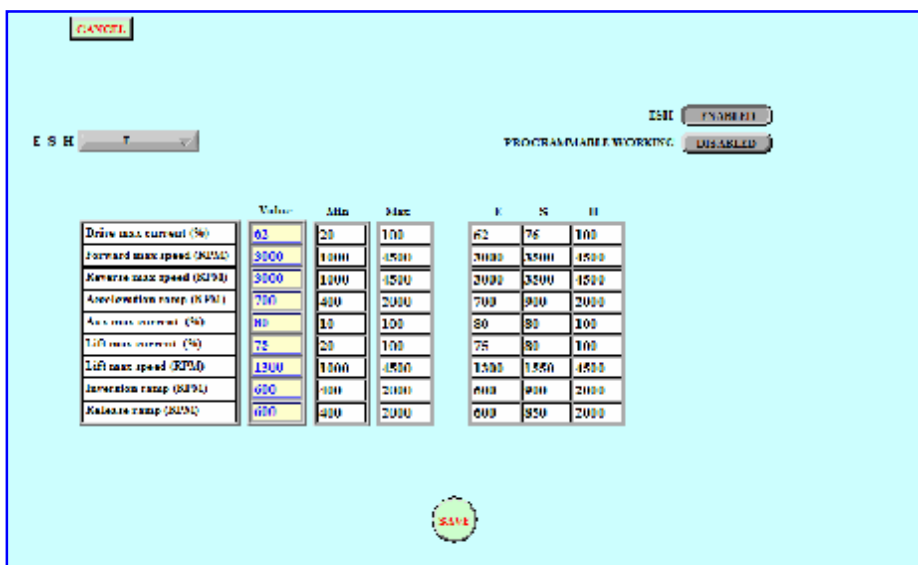 CANCEL
ESH ENABLED
E S H
PROGRAMMABLE WORKING DISABLED
Value Min Max E S H
Drive max current (%) 62 20 100 62 76 100
Forward max speed (RPM) 3000 1000 4500 3000 3500 4500
Reverse max speed (RPM) 3000 1000 4500 3000 3500 4500
Acceleration ramp (RPM) 700 400 2000 700 900 2000
Aux max current (%) 80 10 100 80 80 100
Lift max current (%) 75 20 100 75 80 100
Lift max speed (RPM) 1300 1000 4500 1300 1550 4500
Inversion ramp (RPM) 600 400 2000 600 900 2000
Release ramp (RPM) 600 400 2000 600 850 2000
SAVE